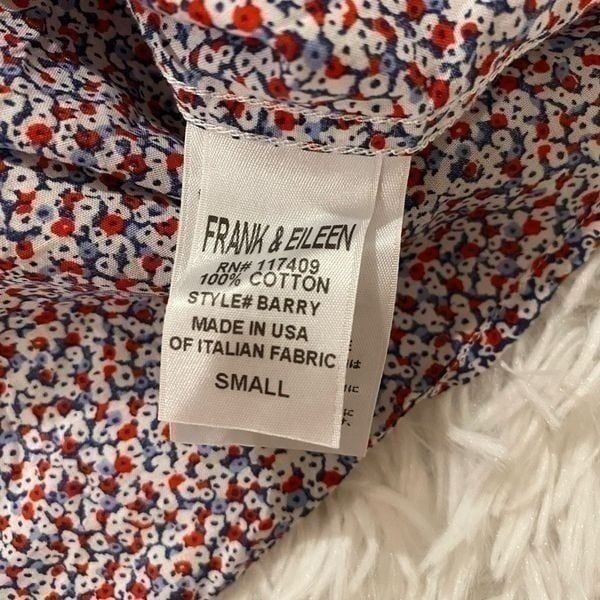 FRANK & EILEEN
RN# 117409
100% COTTON
STYLE# BARRY
MADE IN USA
OF ITALIAN FABRIC
SMALL